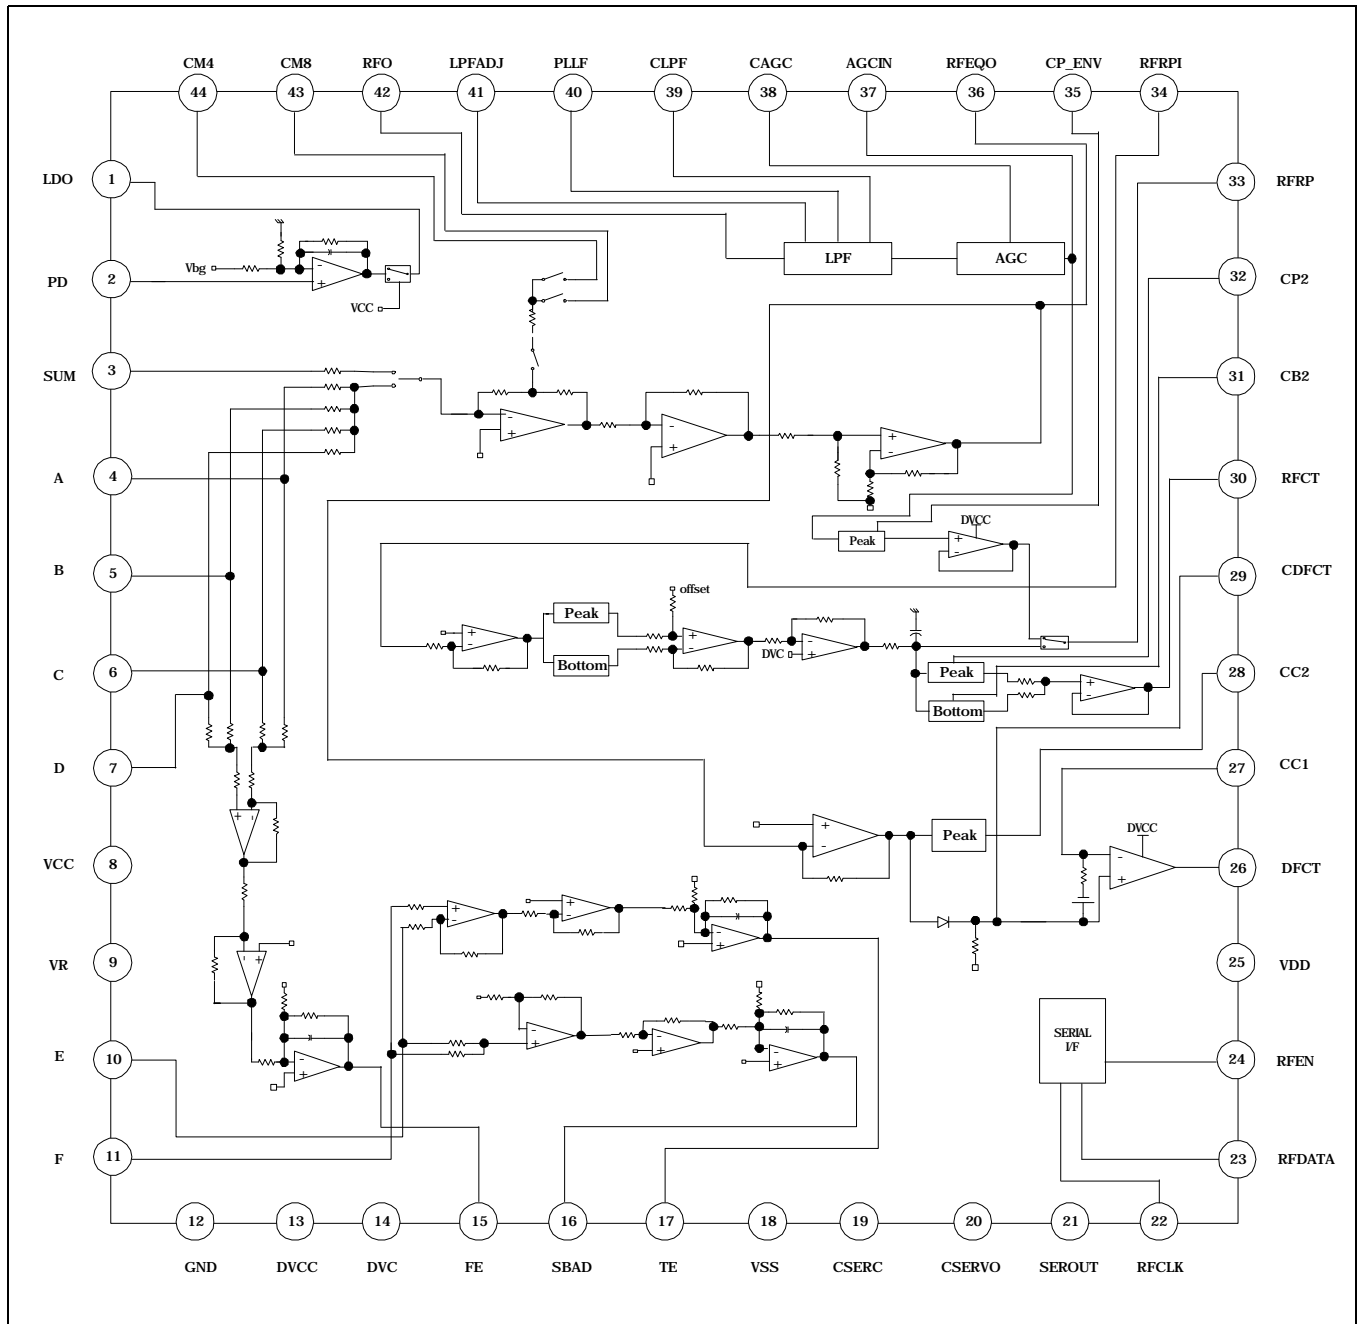 CM4 CM8 RFO LPFADJ PLLF CLPF CAGC AGCIN RFEQO CP_ENV RFRPI
44 43 42 41 40 39 38 37 36 35 34
LDO 1
33 RFRP
Vbg
-
+
LPF
AGC
PD 2
32 CP2
VCC
SUM 3
31 CB2
-
+
-
+
+
-
A 4
30 RFCT
DVCC
Peak
+
-
B 5
29 CDFCT
offset
Peak
+
-
+
-
-
+
DVC
Bottom
C 6
28 CC2
Peak
+
-
Bottom
D 7
27 CC1
+ -
+
-
Peak
DVCC
-
+
VCC 8
26 DFCT
+
-
+
-
-
+
VR 9
25 VDD
- +
SERIAL
I/F
-
+
-
+
-
+
E 10
24 RFEN
-
+
F 11
23 RFDATA
12 13 14 15 16 17 18 19 20 21 22
GND DVCC DVC FE SBAD TE VSS CSERC CSERVO SEROUT RFCLK